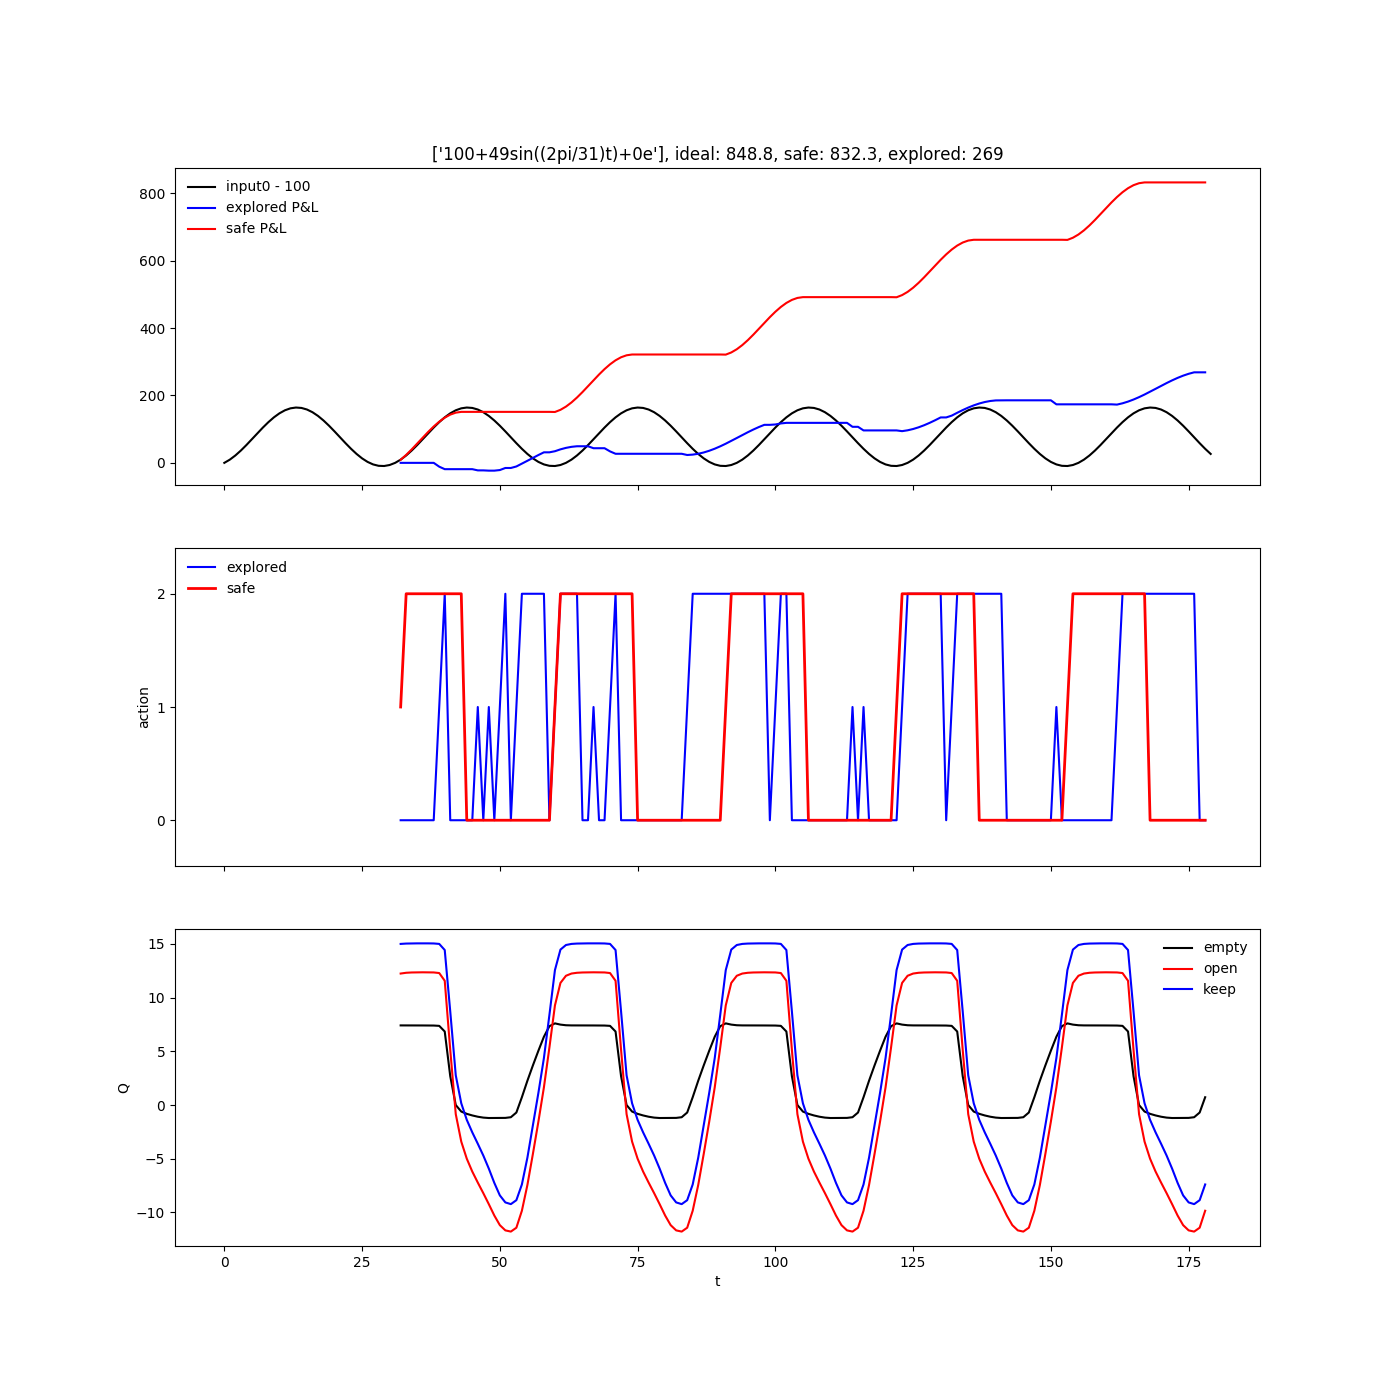 ['100+49sin((2pi/31)t)+0e'], ideal: 848.8, safe: 832.3, explored: 269
input0 - 100
explored P&L
safe P&L
800
600
400
200
0
explored
safe
2
1
0
action
empty
open
keep
15
10
5
0
−5
−10
Q
0 25 50 75 100 125 150 175
t